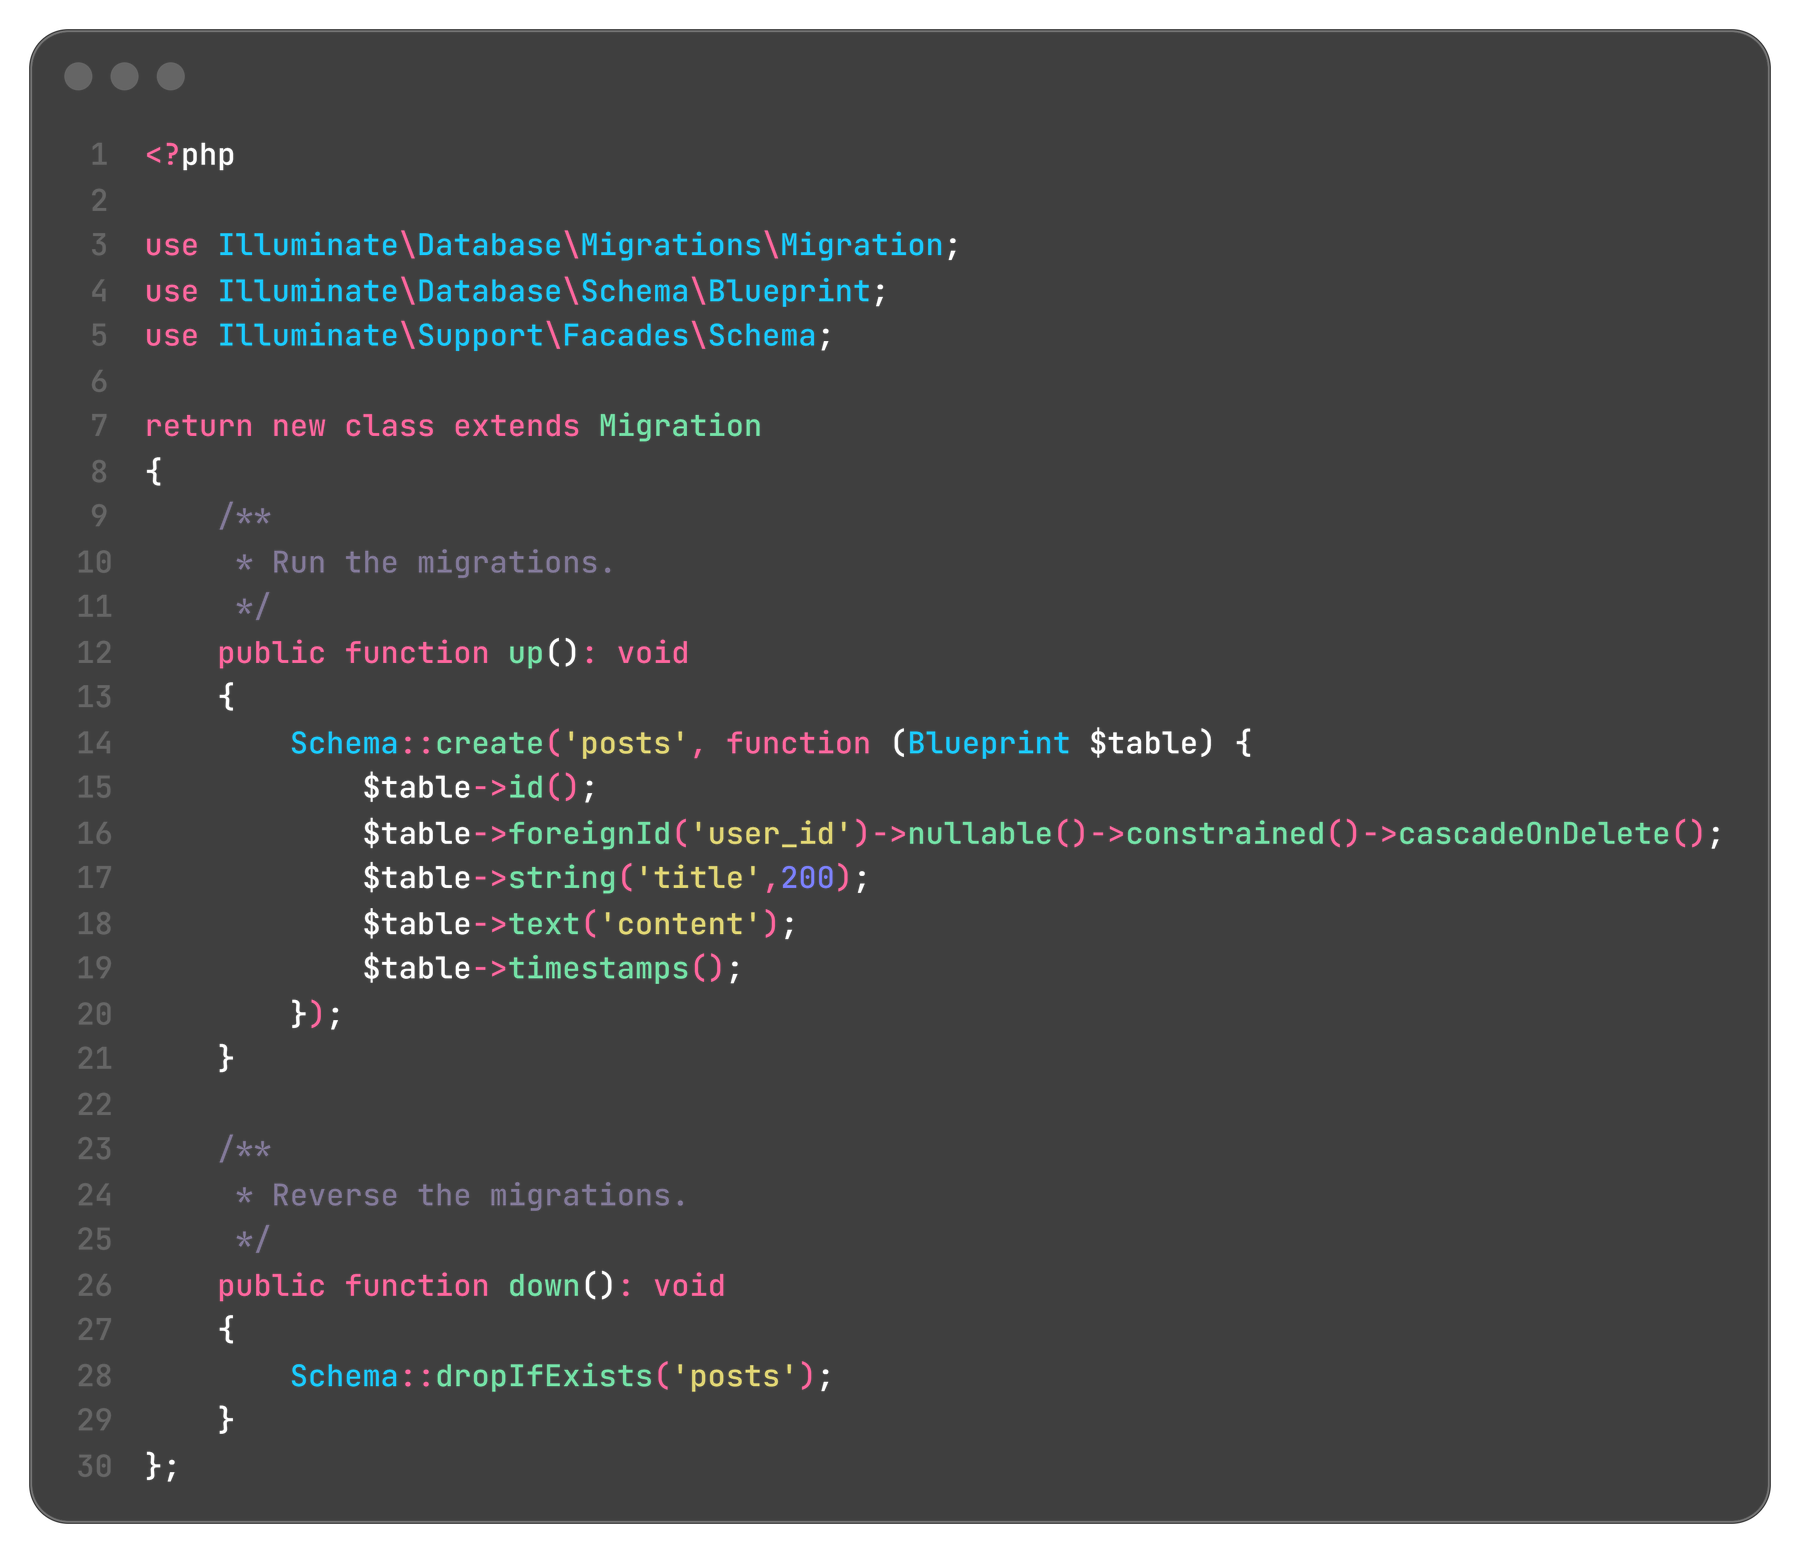 1 <?php
2
3 use Illuminate\Database\Migrations\Migration;
4 use Illuminate\Database\Schema\Blueprint;
5 use Illuminate\Support\Facades\Schema;
6
7 return new class extends Migration
8 {
9     /**
10      * Run the migrations.
11      */
12     public function up(): void
13     {
14         Schema::create('posts', function (Blueprint $table) {
15             $table->id();
16             $table->foreignId('user_id')->nullable()->constrained()->cascadeOnDelete();
17             $table->string('title',200);
18             $table->text('content');
19             $table->timestamps();
20         });
21     }
22
23     /**
24      * Reverse the migrations.
25      */
26     public function down(): void
27     {
28         Schema::dropIfExists('posts');
29     }
30 };